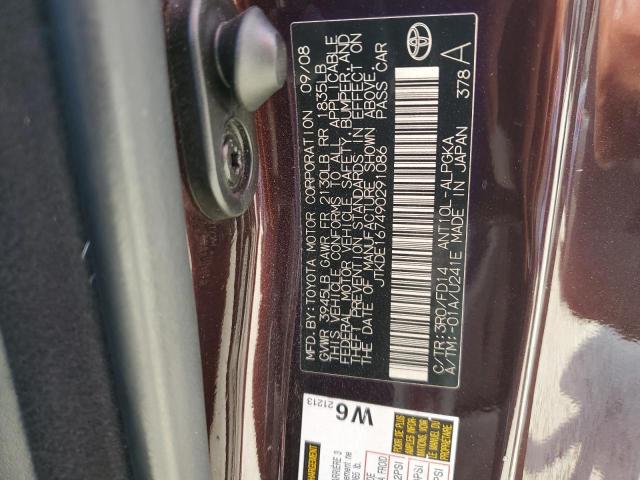 MFD. BY: TOYOTA MOTOR CORPORATION 09/08
GVWR 3945LB GAWR FR 2130LB RR 1835LB
THIS VEHICLE CONFORMS TO ALL APPLICABLE
FEDERAL MOTOR VEHICLE SAFETY, BUMPER, AND
THEFT PREVENTION STANDARDS IN EFFECT ON
THE DATE OF MANUFACTURE SHOWN ABOVE.
JTKDE167490291086 PASS CAR
C/TR: 3R0/FD14 ANT10L-ALPGKA 378 A
A/TM: -01A/U241E MADE IN JAPAN
W6
21213